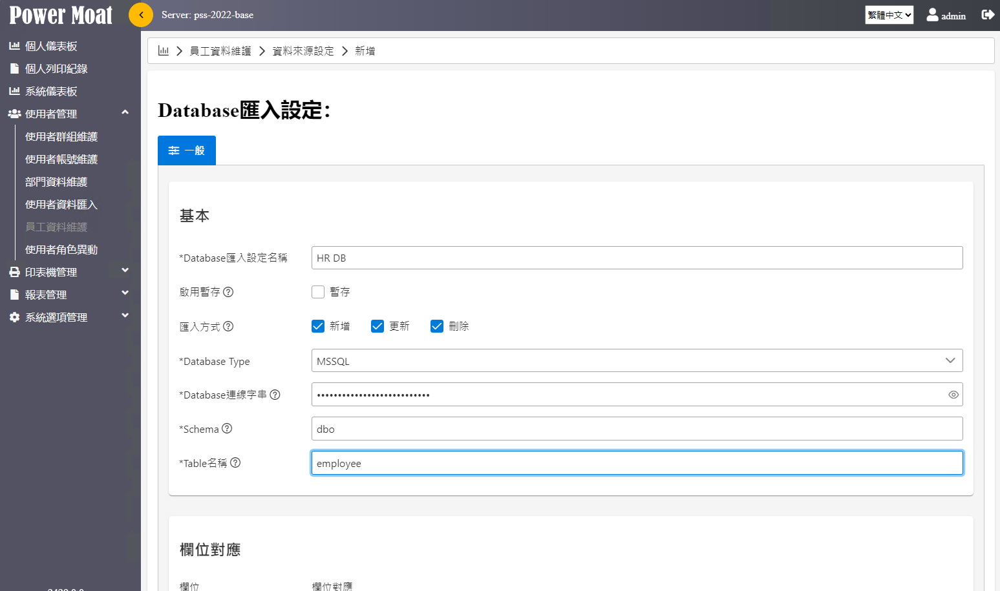 Power Moat
Server: pss-2022-base
繁體中文
admin
個人儀表板
個人列印紀錄
系統儀表板
使用者管理
使用者群組維護
使用者帳號維護
部門資料維護
使用者資料匯入
員工資料維護
使用者角色異動
印表機管理
報表管理
系統選項管理
員工資料維護
資料來源設定
新增
Database匯入設定:
一般
基本
*Database匯入設定名稱
HR DB
啟用暫存
暫存
匯入方式
新增
更新
刪除
*Database Type
MSSQL
*Database連線字串
*Schema
dbo
*Table名稱
employee
欄位對應
欄位
欄位對應